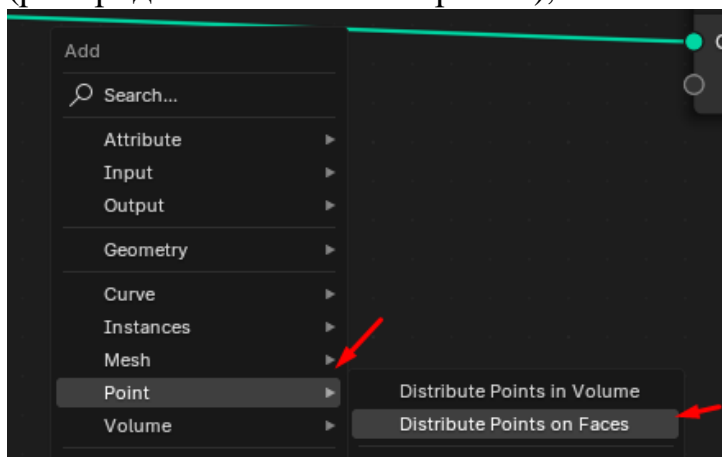 Add
Search...
Attribute
Input
Output
Geometry
Curve
Instances
Mesh
Point
Volume
Distribute Points in Volume
Distribute Points on Faces